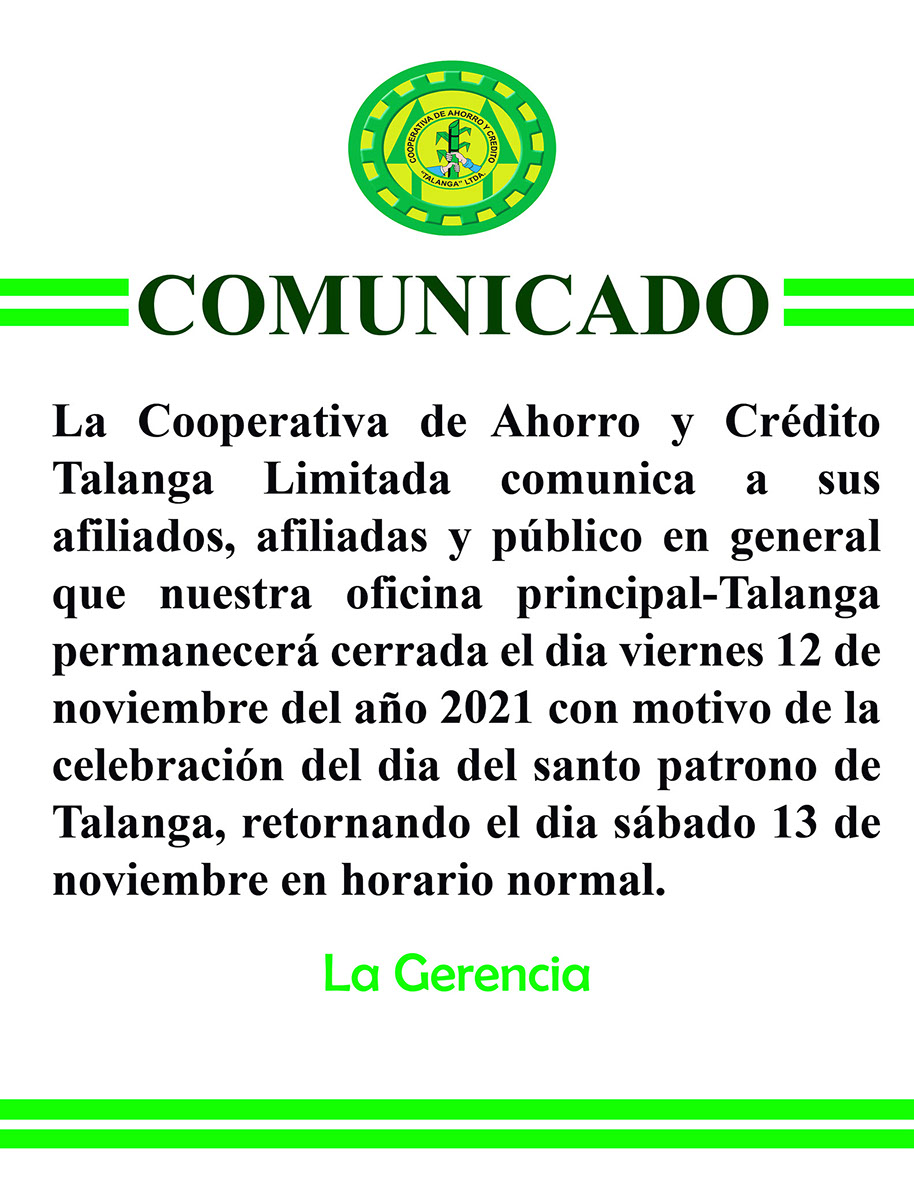 COOPERATIVA DE AHORRO Y CREDITO
"TALANGA" LTDA.
COMUNICADO
La Cooperativa de Ahorro y Crédito
Talanga Limitada comunica a sus
afiliados, afiliadas y público en general
que nuestra oficina principal-Talanga
permanecerá cerrada el dia viernes 12 de
noviembre del año 2021 con motivo de la
celebración del dia del santo patrono de
Talanga, retornando el dia sábado 13 de
noviembre en horario normal.
La Gerencia